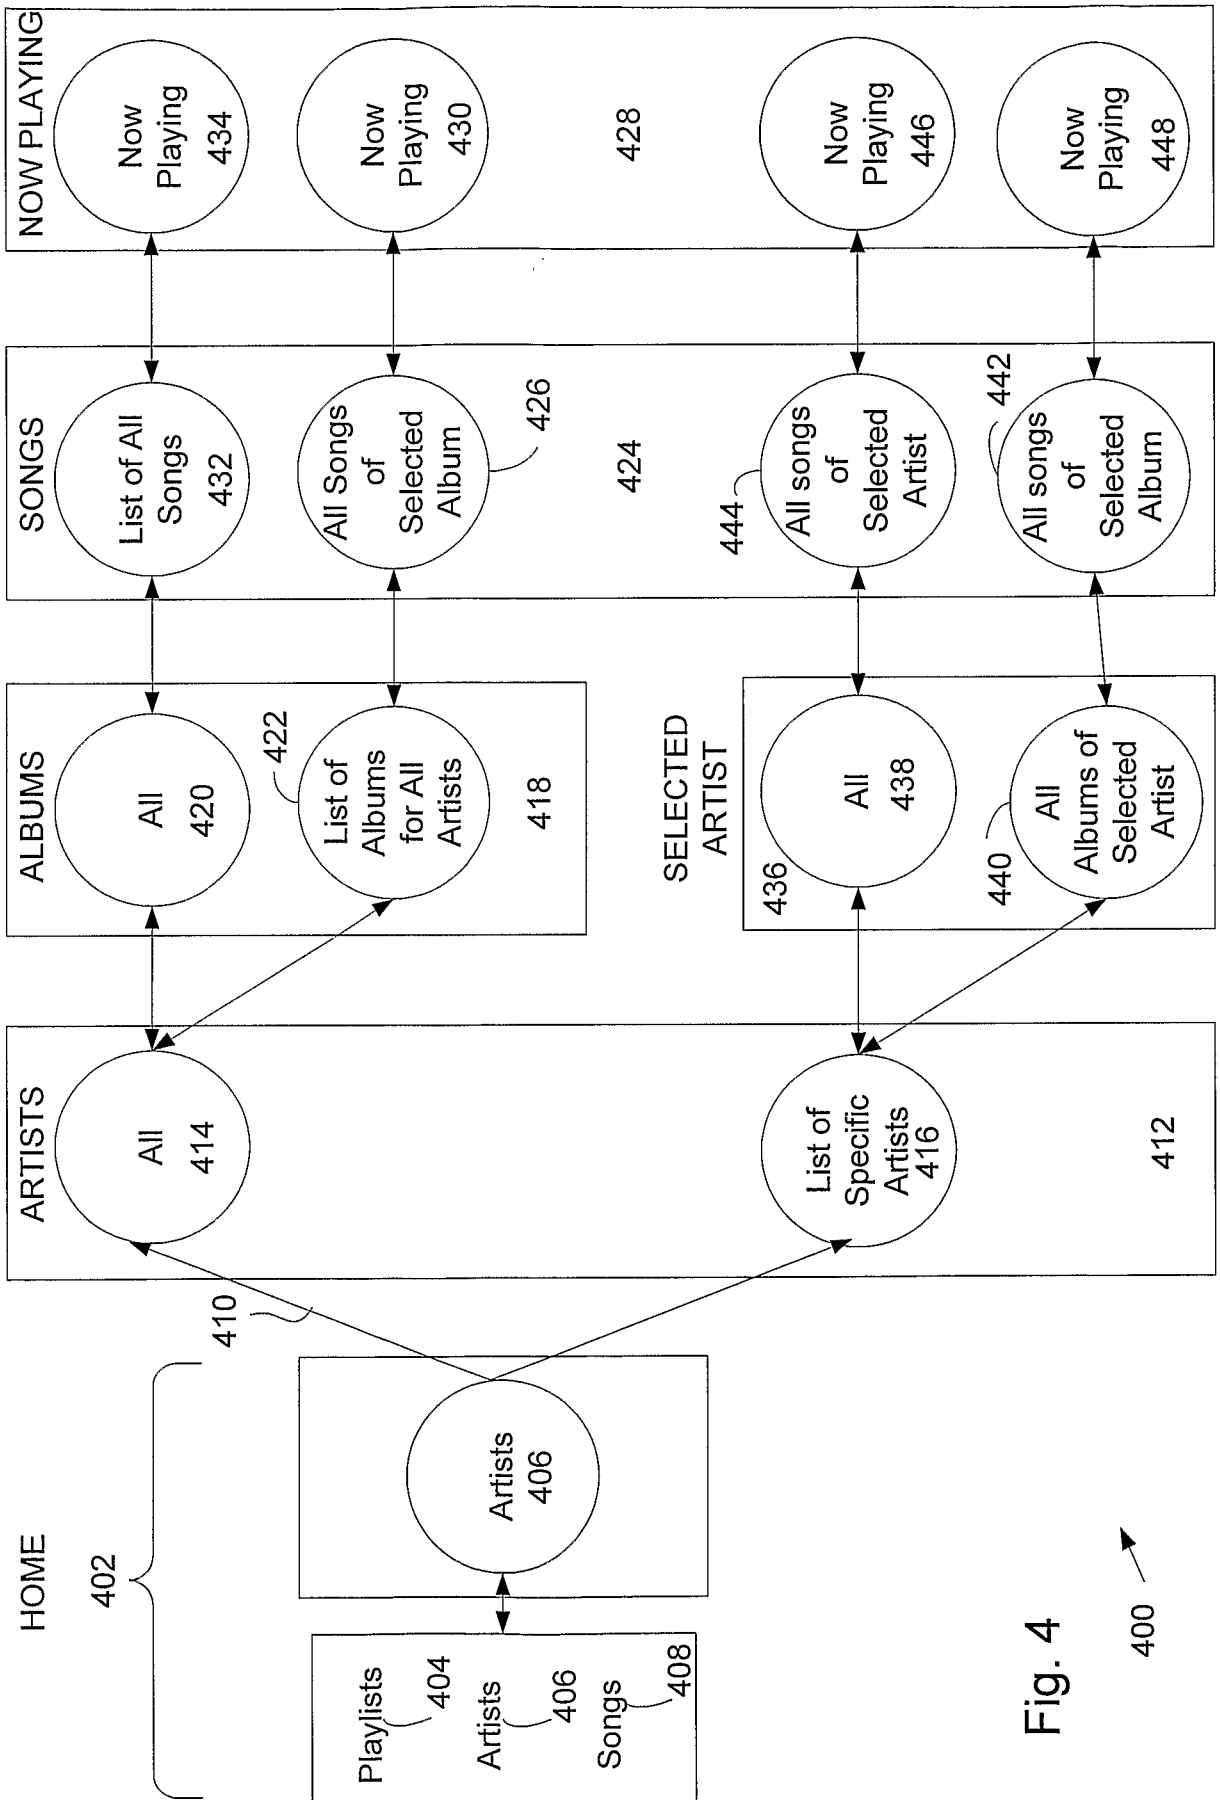 HOME
402
Playlists
404
Artists
406
Songs
408
Artists
406
410
ARTISTS
All
414
List of
Specific
Artists
416
412
ALBUMS
All
420
422
List of
Albums
for All
Artists
418
SELECTED
ARTIST
436
All
438
440
All
Albums of
Selected
Artist
SONGS
List of All
Songs
432
All Songs
of
Selected
Album
426
424
444
All songs
of
Selected
Artist
442
All songs
of
Selected
Album
NOW PLAYING
Now
Playing
434
Now
Playing
430
428
Now
Playing
446
Now
Playing
448
Fig. 4
400